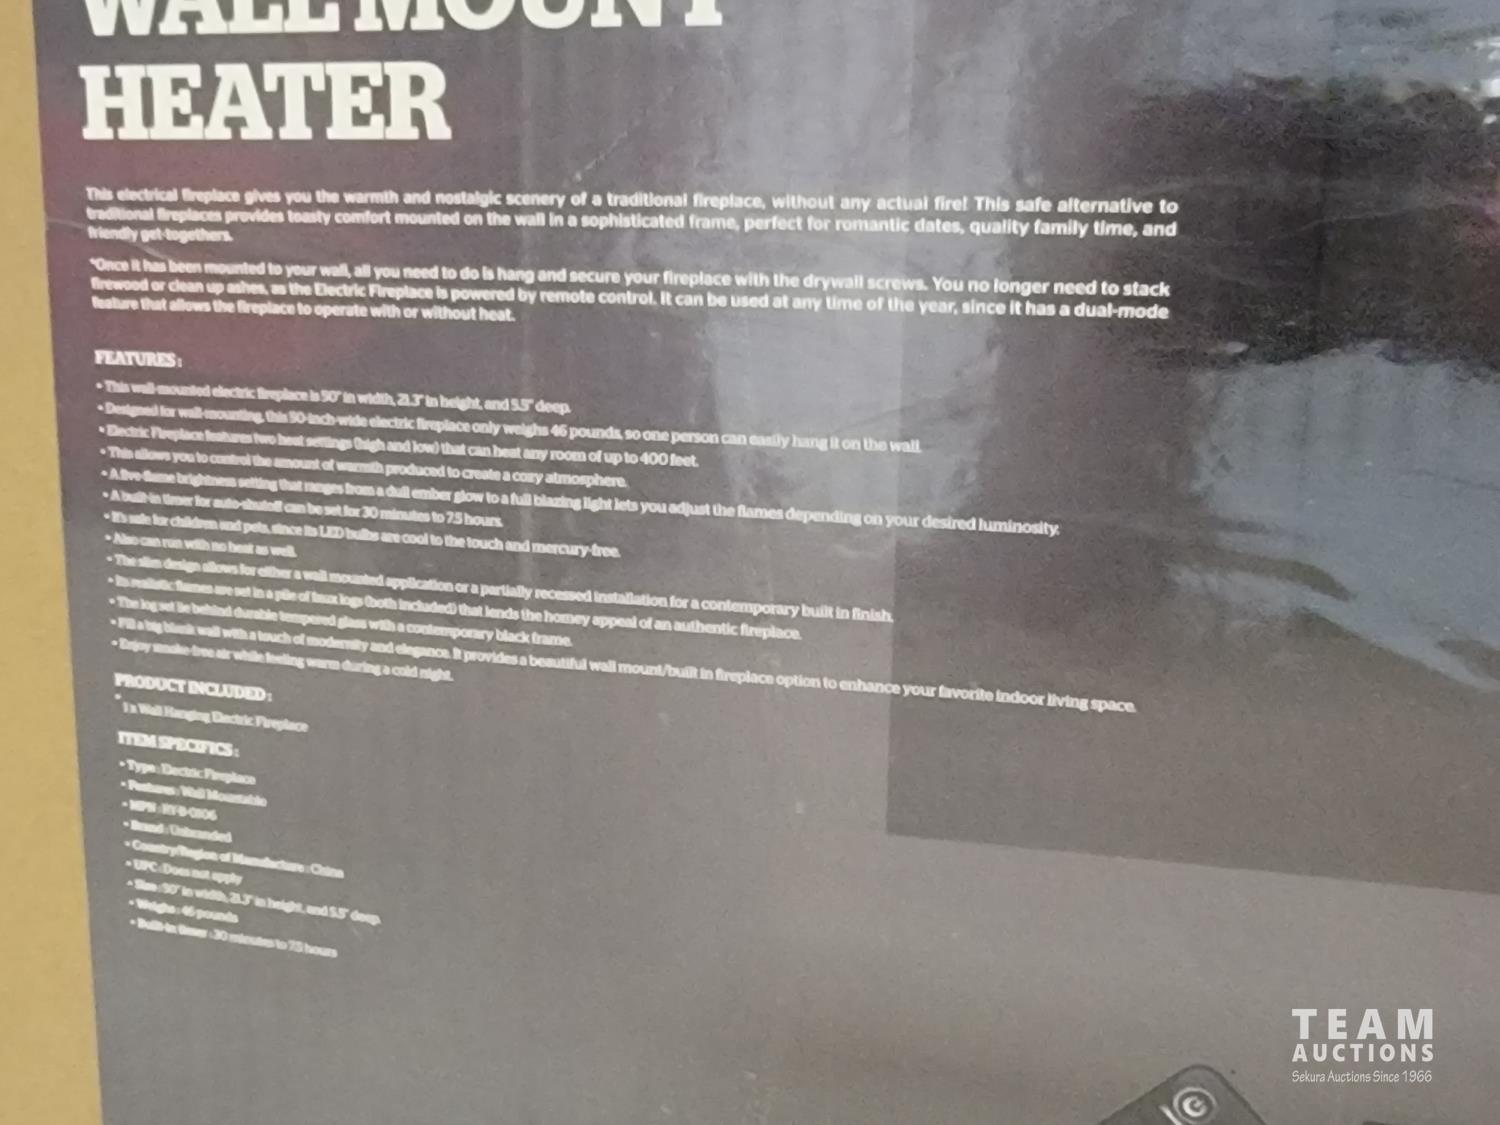 WALL MOUNT
HEATER
This electrical fireplace gives you the warmth and nostalgic scenery of a traditional fireplace, without any actual fire! This safe alternative to
traditional fireplaces provides toasty comfort mounted on the wall in a sophisticated frame, perfect for romantic dates, quality family time, and
friendly get-togethers.
*Once it has been mounted to your wall, all you need to do is hang and secure your fireplace with the drywall screws. You no longer need to stack
firewood or clean up ashes, as the Electric Fireplace is powered by remote control. It can be used at any time of the year, since it has a dual-mode
feature that allows the fireplace to operate with or without heat.
FEATURES :
• This wall-mounted electric fireplace is 50" in width, 21.3" in height, and 5.5" deep.
• Designed for wall-mounting, this 50-inch-wide electric fireplace only weighs 46 pounds, so one person can easily hang it on the wall.
• Electric Fireplace features two heat settings (high and low) that can heat any room of up to 400 feet.
• This allows you to control the amount of warmth produced to create a cozy atmosphere.
• A five-flame brightness setting that ranges from a dull ember glow to a full blazing light lets you adjust the flames depending on your desired luminosity.
• A built-in timer for auto-shutoff can be set for 30 minutes to 7.5 hours.
• It's safe for children and pets, since its LED bulbs are cool to the touch and mercury-free.
• Also can run with no heat as well.
• The slim design allows for either a wall mounted application or a partially recessed installation for a contemporary built in finish.
• Its realistic flames are set in a pile of faux logs (both included) that lends the homey appeal of an authentic fireplace.
• The log set lie behind durable tempered glass with a contemporary black frame.
• Fill a big blank wall with a touch of modernity and elegance. It provides a beautiful wall mount/built in fireplace option to enhance your favorite indoor living space.
• Enjoy smoke-free air while feeling warm during a cold night.
PRODUCT INCLUDED :
•
1 x Wall Hanging Electric Fireplace
ITEM SPECIFICS :
• Type : Electric Fireplace
• Features : Wall Mountable
• MPN :
• Brand : Unbranded
• Country/Region of Manufacture : China
• UPC : Does not apply
• Size : 50" in width, 21.3" in height, and 5.5" deep.
• Weighs : 46 pounds
• Built-in timer : 30 minutes to 7.5 hours
TEAM
AUCTIONS
Sekura Auctions Since 1966